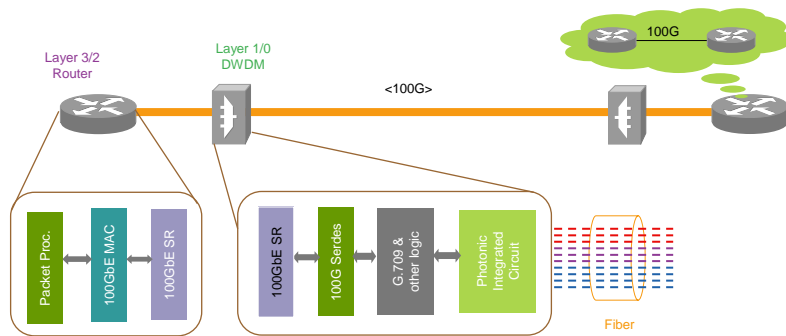 Layer 3/2
Router
Layer 1/0
DWDM
<100G>
100G
Packet Proc.
100GbE MAC
100GbE SR
100GbE SR
100G Serdes
G.709 &
other logic
Photonic
Integrated
Circuit
Fiber